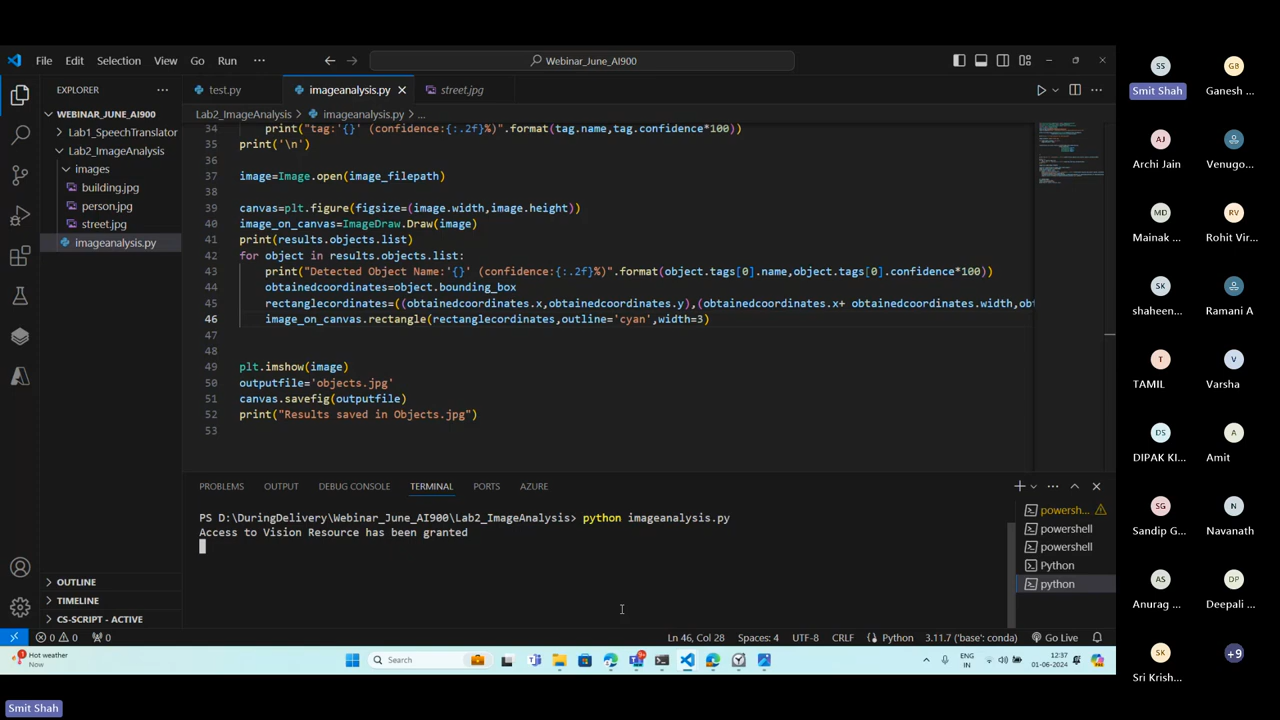 File Edit Selection View Go Run ··· Webinar_June_AI900
EXPLORER ···
WEBINAR_JUNE_AI900
Lab1_SpeechTranslator
Lab2_ImageAnalysis
images
building.jpg
person.jpg
street.jpg
imageanalysis.py
OUTLINE
TIMELINE
CS-SCRIPT - ACTIVE
test.py imageanalysis.py street.jpg
Lab2_ImageAnalysis > imageanalysis.py > ...
34 print("tag:'{}' (confidence:{:.2f}%)".format(tag.name,tag.confidence*100))
35 print('\n')
36
37 image=Image.open(image_filepath)
38
39 canvas=plt.figure(figsize=(image.width,image.height))
40 image_on_canvas=ImageDraw.Draw(image)
41 print(results.objects.list)
42 for object in results.objects.list:
43 print("Detected Object Name:'{}' (confidence:{:.2f}%)".format(object.tags[0].name,object.tags[0].confidence*100))
44 obtainedcoordinates=object.bounding_box
45 rectanglecordinates=((obtainedcoordinates.x,obtainedcoordinates.y),(obtainedcoordinates.x+ obtainedcoordinates.width,ob
46 image_on_canvas.rectangle(rectanglecordinates,outline='cyan',width=3)
47
48
49 plt.imshow(image)
50 outputfile='objects.jpg'
51 canvas.savefig(outputfile)
52 print("Results saved in Objects.jpg")
53
PROBLEMS OUTPUT DEBUG CONSOLE TERMINAL PORTS AZURE
PS D:\DuringDelivery\Webinar_June_AI900\Lab2_ImageAnalysis> python imageanalysis.py
Access to Vision Resource has been granted
powersh...
powershell
powershell
Python
python
0 0 0 Ln 46, Col 28 Spaces: 4 UTF-8 CRLF Python 3.11.7 ('base': conda) Go Live
1 Hot weather
Now
Search
ENG
IN
12:37
01-06-2024
Smit Shah
SS
Smit Shah
GB
Ganesh ...
AJ
Archi Jain
Venugo...
MD
Mainak ...
RV
Rohit Vir...
SK
shaheen...
Ramani A
T
TAMIL
V
Varsha
DS
DIPAK KI...
A
Amit
SG
Sandip G...
N
Navanath
AS
Anurag ...
DP
Deepali ...
SK
Sri Krish...
+9